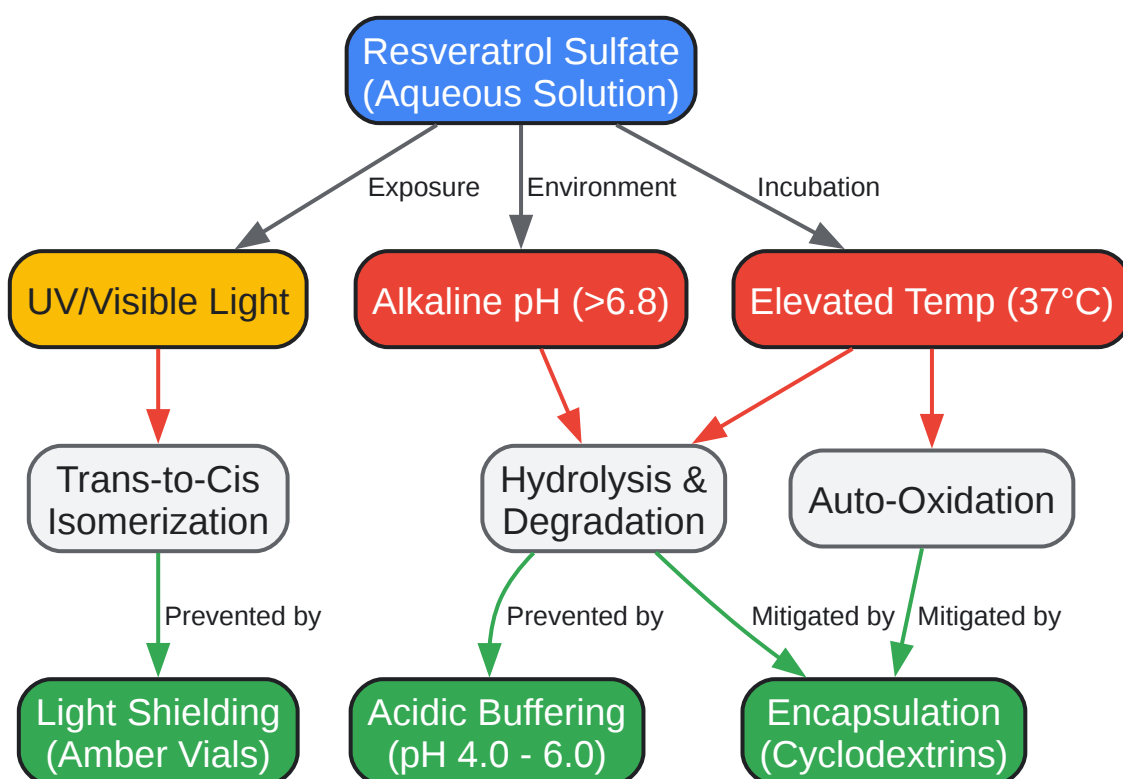 Resveratrol Sulfate
(Aqueous Solution)
Exposure
Environment
Incubation
UV/Visible Light
Alkaline pH (>6.8)
Elevated Temp (37°C)
Trans-to-Cis
Isomerization
Hydrolysis &
Degradation
Auto-Oxidation
Prevented by
Prevented by
Mitigated by
Mitigated by
Light Shielding
(Amber Vials)
Acidic Buffering
(pH 4.0 - 6.0)
Encapsulation
(Cyclodextrins)